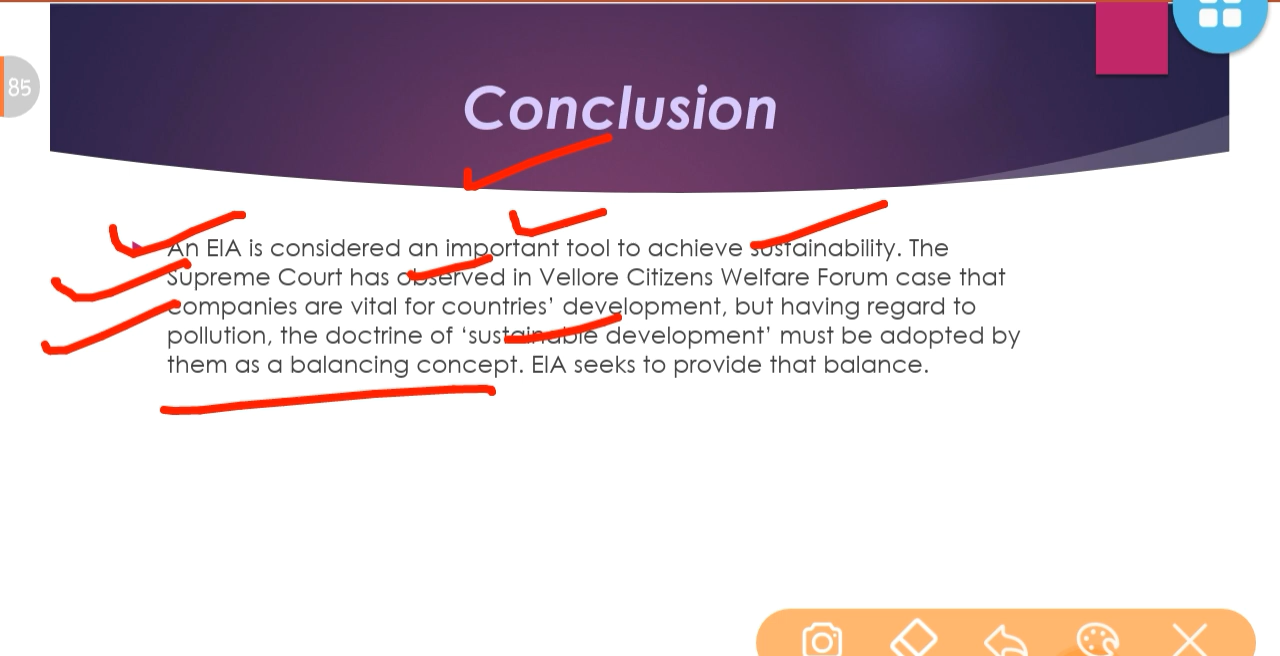 85
Conclusion
An EIA is considered an important tool to achieve sustainability. The
Supreme Court has observed in Vellore Citizens Welfare Forum case that
companies are vital for countries’ development, but having regard to
pollution, the doctrine of ‘sustainable development’ must be adopted by
them as a balancing concept. EIA seeks to provide that balance.